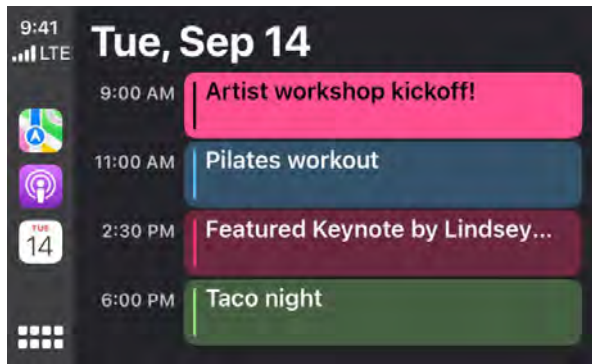 9:41
LTE
Tue, Sep 14
9:00 AM Artist workshop kickoff!
11:00 AM Pilates workout
TUE
14
2:30 PM Featured Keynote by Lindsey...
6:00 PM Taco night